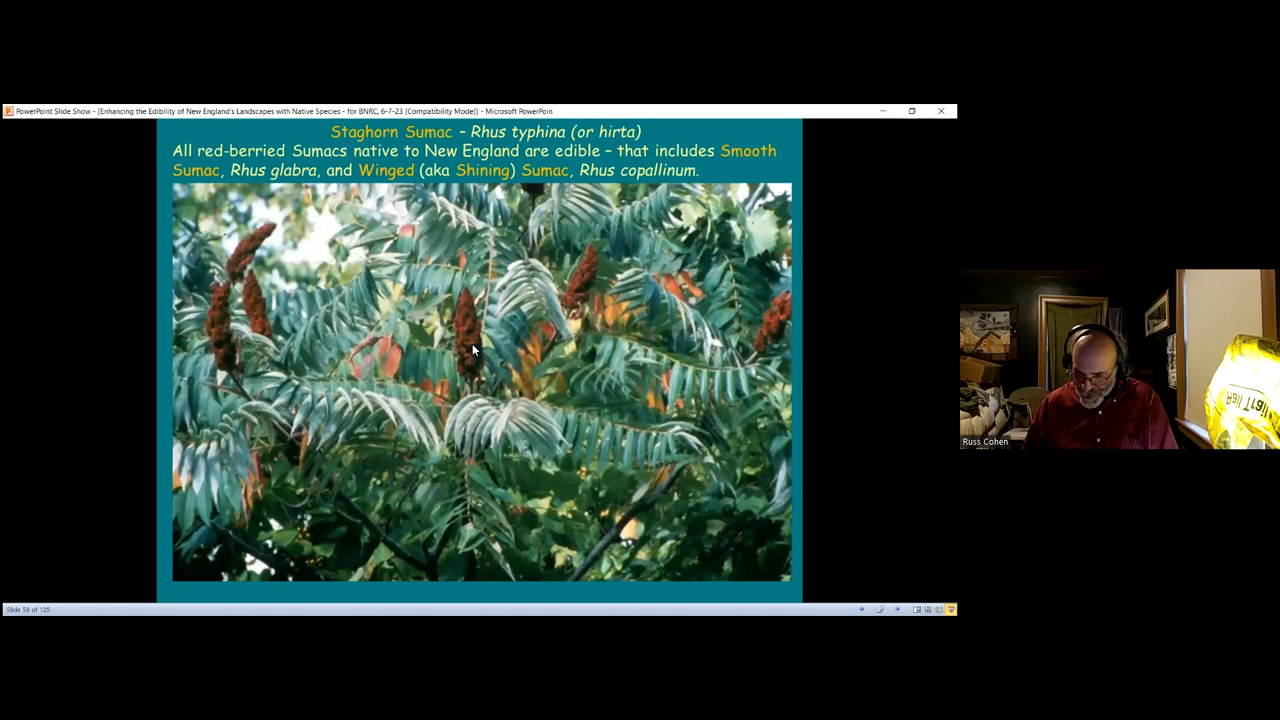 PowerPoint Slide Show - [Enhancing the Edibility of New England's Landscapes with Native Species - for BNRC, 6-7-23 [Compatibility Mode]] - Microsoft PowerPoin
Staghorn Sumac – Rhus typhina (or hirta)
All red-berried Sumacs native to New England are edible – that includes Smooth
Sumac, Rhus glabra, and Winged (aka Shining) Sumac, Rhus copallinum.
Russ Cohen
Slide 59 of 125